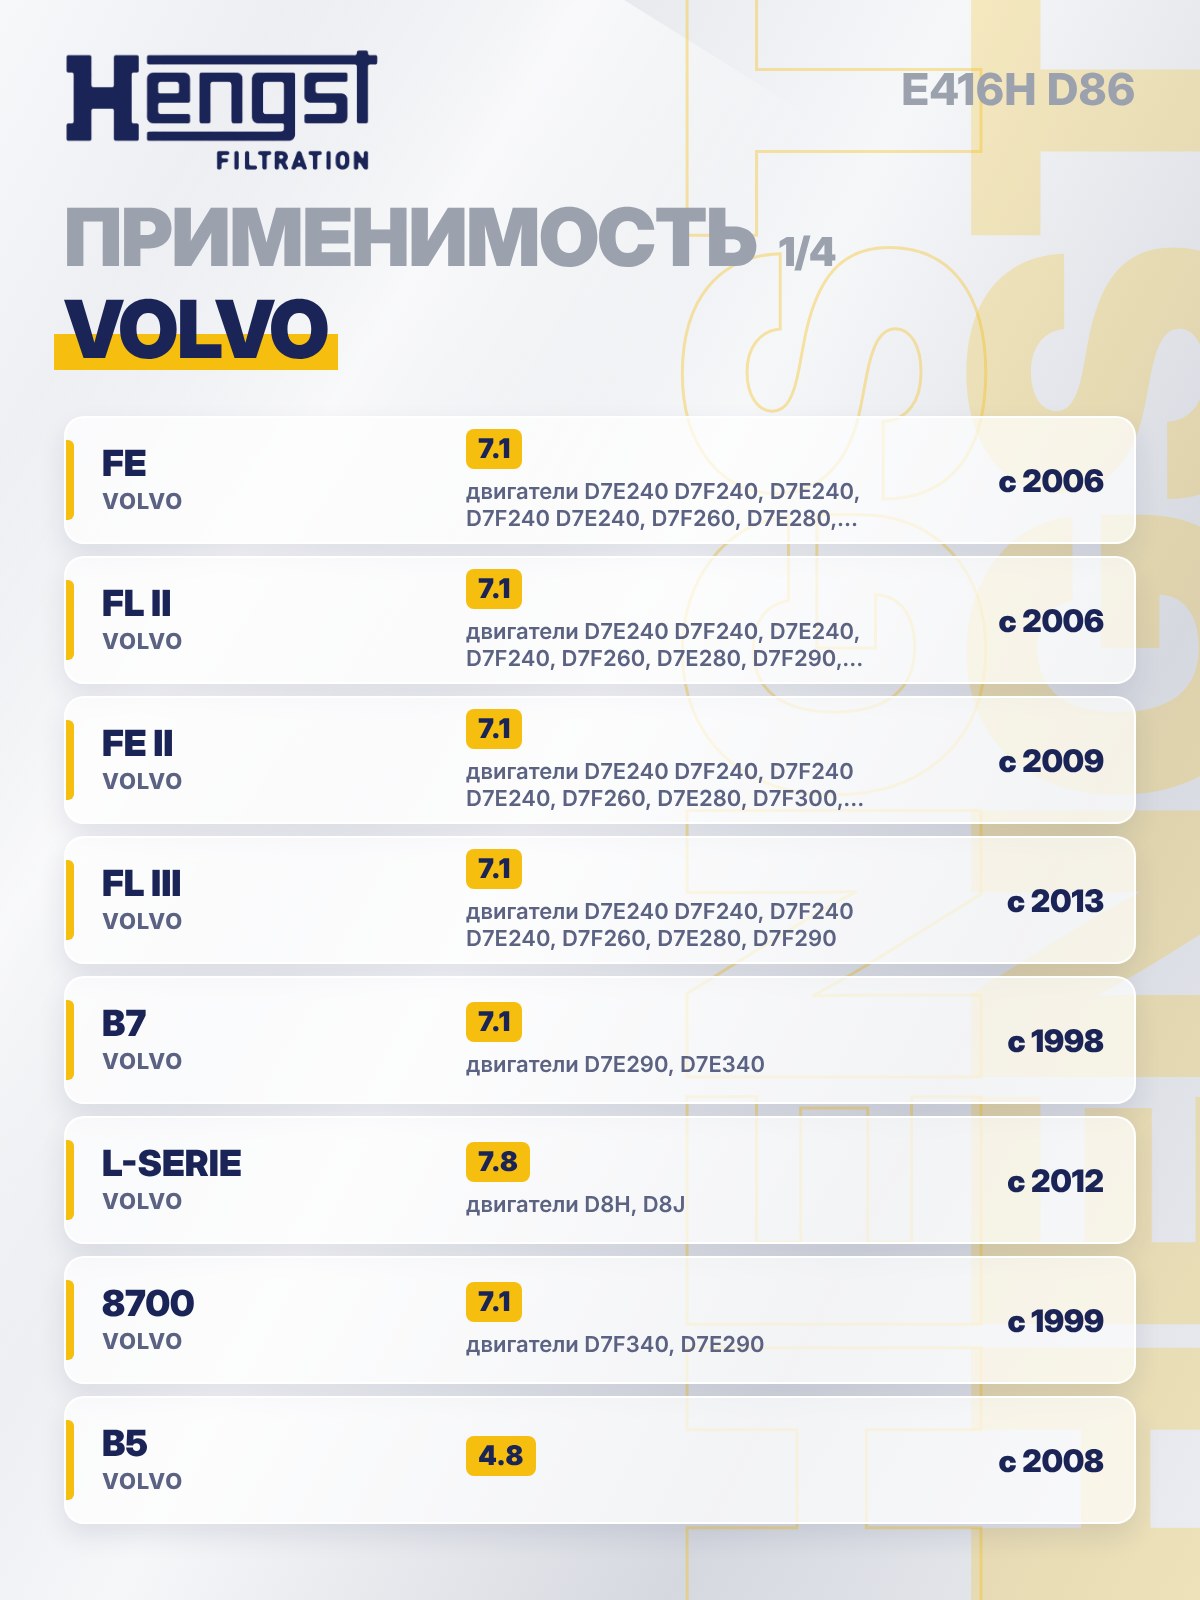 Hengst
FILTRATION
E416H D86
ПРИМЕНИМОСТЬ 1/4
VOLVO
FE
VOLVO
7.1
двигатели D7E240 D7F240, D7E240,
D7F240 D7E240, D7F260, D7E280,...
с 2006
FL II
VOLVO
7.1
двигатели D7E240 D7F240, D7E240,
D7F240, D7F260, D7E280, D7F290,...
с 2006
FE II
VOLVO
7.1
двигатели D7E240 D7F240, D7F240
D7E240, D7F260, D7E280, D7F300,...
с 2009
FL III
VOLVO
7.1
двигатели D7E240 D7F240, D7F240
D7E240, D7F260, D7E280, D7F290
с 2013
B7
VOLVO
7.1
двигатели D7E290, D7E340
с 1998
L-SERIE
VOLVO
7.8
двигатели D8H, D8J
с 2012
8700
VOLVO
7.1
двигатели D7F340, D7E290
с 1999
B5
VOLVO
4.8
с 2008
HENGST
HENGST